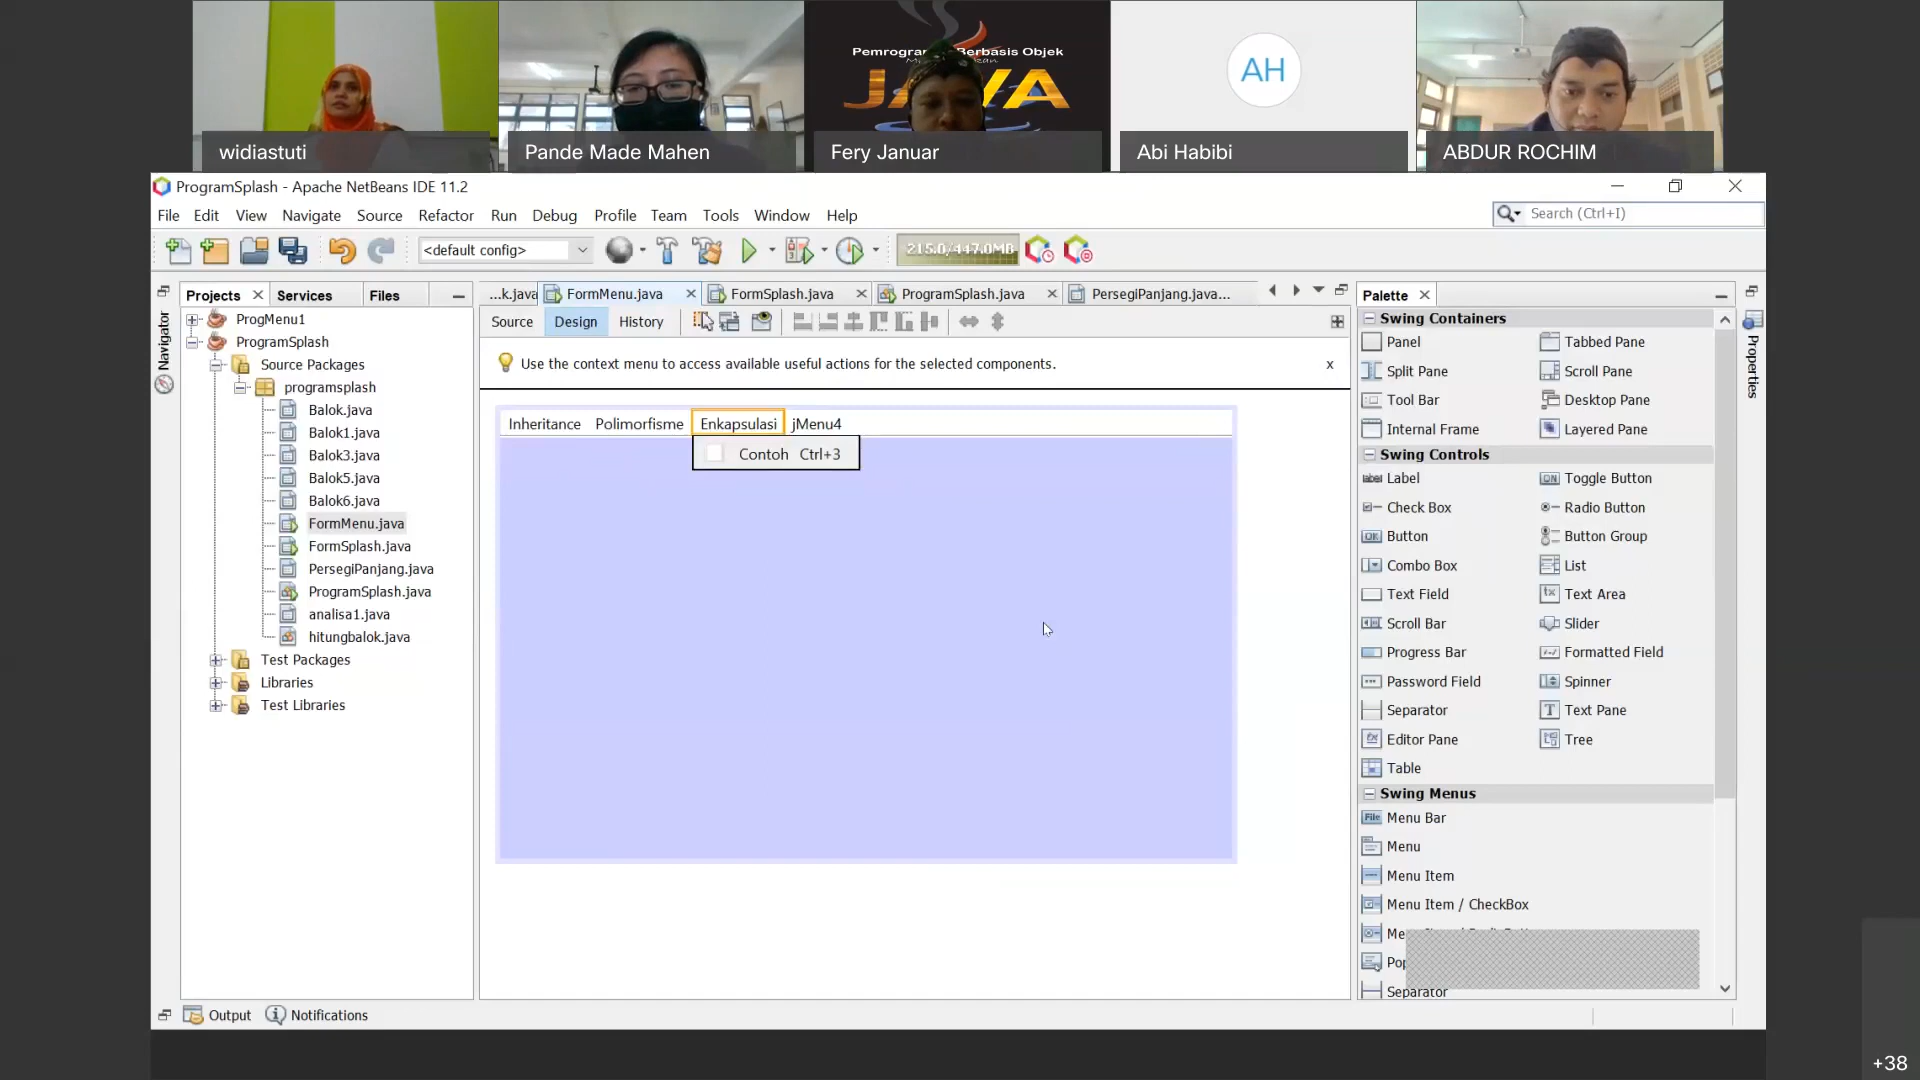 Pemrogra Berbasis Objek
JAVA
AH
widiastuti
Pande Made Mahen
Fery Januar
Abi Habibi
ABDUR ROCHIM
ProgramSplash - Apache NetBeans IDE 11.2
File Edit View Navigate Source Refactor Run Debug Profile Team Tools Window Help
Search (Ctrl+I)
<default config>
215.0/447.0MB
Projects Services Files
...k.java FormMenu.java FormSplash.java ProgramSplash.java PersegiPanjang.java...
Palette
Source Design History
Use the context menu to access available useful actions for the selected components. x
Navigator
ProgMenu1
ProgramSplash
Source Packages
programsplash
Balok.java
Balok1.java
Balok3.java
Balok5.java
Balok6.java
FormMenu.java
FormSplash.java
PersegiPanjang.java
ProgramSplash.java
analisa1.java
hitungbalok.java
Test Packages
Libraries
Test Libraries
Inheritance Polimorfisme Enkapsulasi jMenu4
Contoh Ctrl+3
Swing Containers
Panel Tabbed Pane
Split Pane Scroll Pane
Tool Bar Desktop Pane
Internal Frame Layered Pane
Swing Controls
Label Toggle Button
Check Box Radio Button
Button Button Group
Combo Box List
Text Field Text Area
Scroll Bar Slider
Progress Bar Formatted Field
Password Field Spinner
Separator Text Pane
Editor Pane Tree
Table
Swing Menus
Menu Bar
Menu
Menu Item
Menu Item / CheckBox
Separator
Properties
Output Notifications
+38